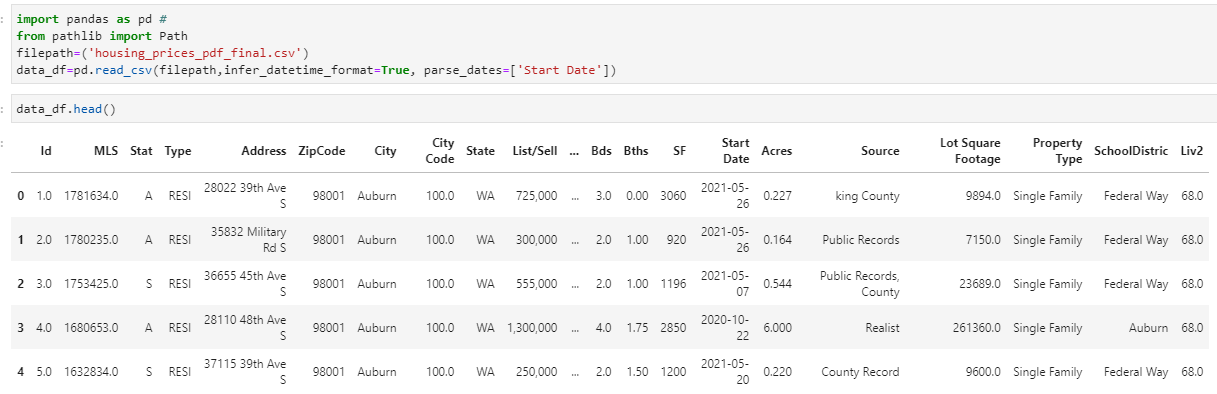 import pandas as pd #
from pathlib import Path
filepath=('housing_prices_pdf_final.csv')
data_df=pd.read_csv(filepath,infer_datetime_format=True, parse_dates=['Start Date'])
data_df.head()
Id MLS Stat Type Address ZipCode City City Code State List/Sell ... Bds Bths SF Start Date Acres Source Lot Square Footage Property Type SchoolDistric Liv2
0 1.0 1781634.0 A RESI 28022 39th Ave S 98001 Auburn 100.0 WA 725,000 ... 3.0 0.00 3060 2021-05-26 0.227 king County 9894.0 Single Family Federal Way 68.0
1 2.0 1780235.0 A RESI 35832 Military Rd S 98001 Auburn 100.0 WA 300,000 ... 2.0 1.00 920 2021-05-26 0.164 Public Records 7150.0 Single Family Federal Way 68.0
2 3.0 1753425.0 S RESI 36655 45th Ave S 98001 Auburn 100.0 WA 555,000 ... 2.0 1.00 1196 2021-05-07 0.544 Public Records, County 23689.0 Single Family Federal Way 68.0
3 4.0 1680653.0 A RESI 28110 48th Ave S 98001 Auburn 100.0 WA 1,300,000 ... 4.0 1.75 2850 2020-10-22 6.000 Realist 261360.0 Single Family Auburn 68.0
4 5.0 1632834.0 S RESI 37115 39th Ave S 98001 Auburn 100.0 WA 250,000 ... 2.0 1.50 1200 2021-05-20 0.220 County Record 9600.0 Single Family Federal Way 68.0